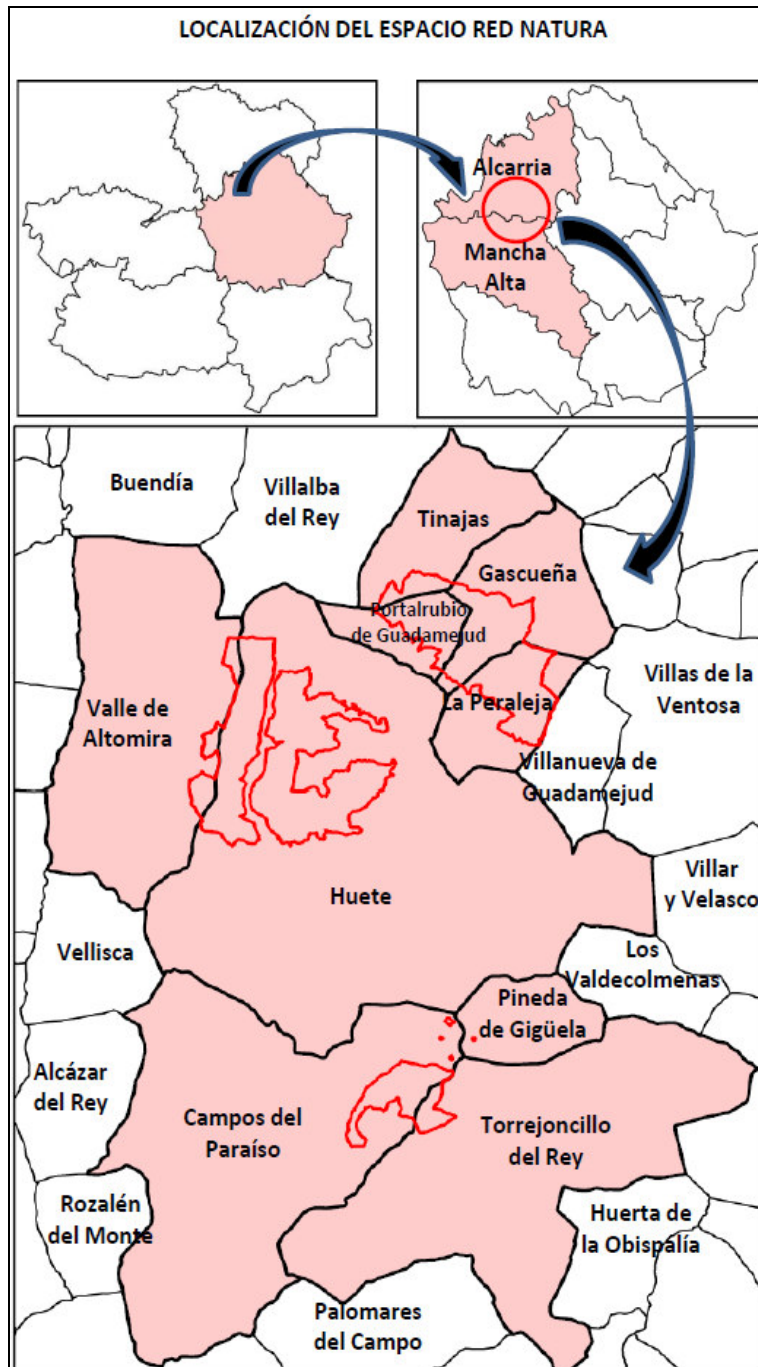 LOCALIZACIÓN DEL ESPACIO RED NATURA
Alcarria
Mancha
Alta
Buendía
Villalba
del Rey
Tinajas
Gascueña
Portalrubio
de Guadamejud
Valle de
Altomira
La Peraleja
Villas de la
Ventosa
Villanueva de
Guadamejud
Huete
Villar
y Velasco
Vellisca
Los
Valdecolmenas
Pineda
de Gigüela
Alcázar
del Rey
Campos del
Paraíso
Torrejoncillo
del Rey
Rozalén
del Monte
Huerta de
la Obispalía
Palomares
del Campo